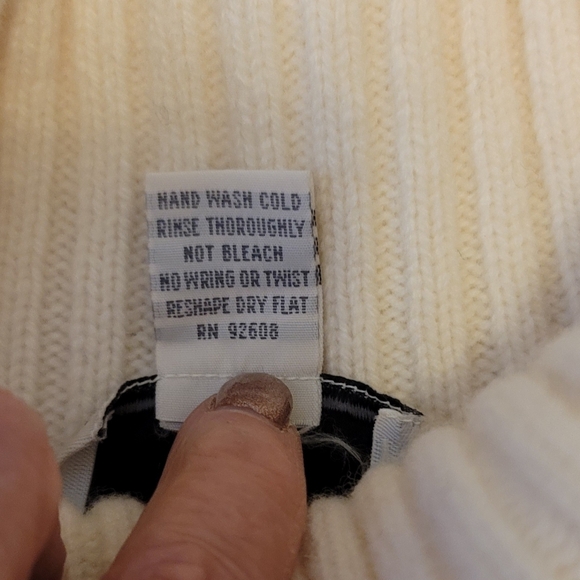 HAND WASH COLD
RINSE THOROUGHLY
NOT BLEACH
NO WRING OR TWIST
RESHAPE DRY FLAT
RN 92608